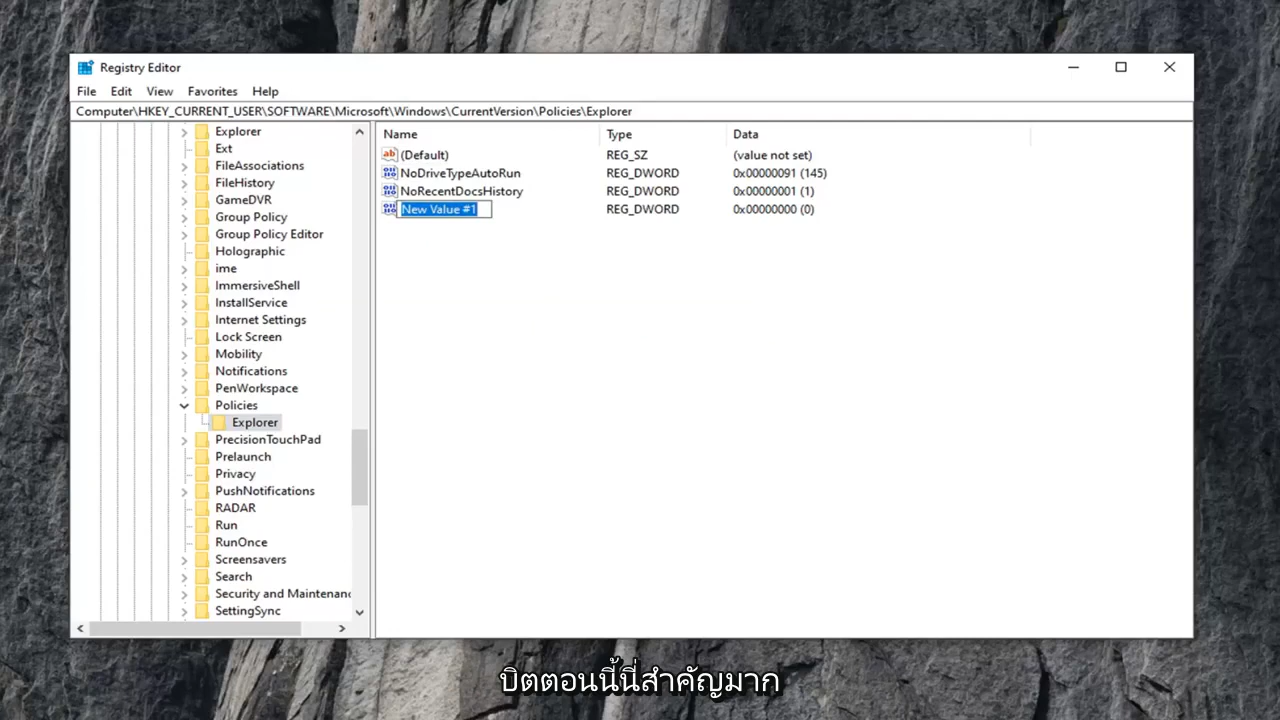 Registry Editor
File Edit View Favorites Help
Computer\HKEY_CURRENT_USER\SOFTWARE\Microsoft\Windows\CurrentVersion\Policies\Explorer
Explorer
Ext
FileAssociations
FileHistory
GameDVR
Group Policy
Group Policy Editor
Holographic
ime
ImmersiveShell
InstallService
Internet Settings
Lock Screen
Mobility
Notifications
PenWorkspace
Policies
Explorer
PrecisionTouchPad
Prelaunch
Privacy
PushNotifications
RADAR
Run
RunOnce
Screensavers
Search
Security and Maintenanc
SettingSync
Name Type Data
(Default) REG_SZ (value not set)
NoDriveTypeAutoRun REG_DWORD 0x00000091 (145)
NoRecentDocsHistory REG_DWORD 0x00000001 (1)
New Value #1 REG_DWORD 0x00000000 (0)
บิตตอนนี้นี่สำคัญมาก